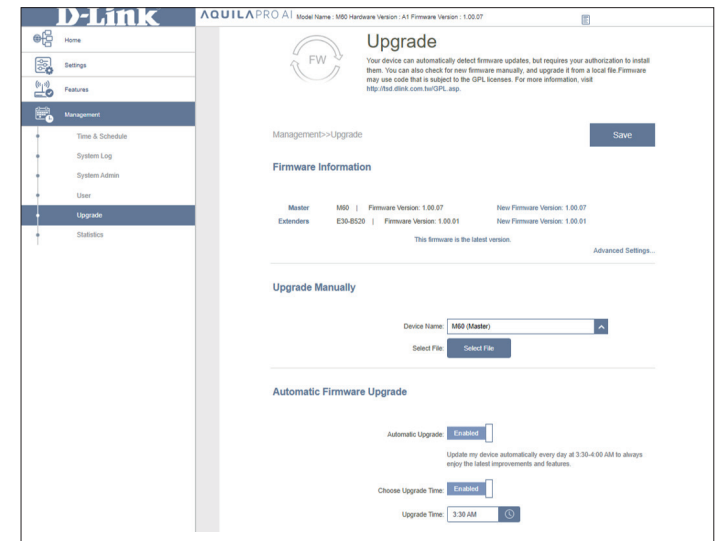 D-Link
AQUILA PRO AI Model Name : M60 Hardware Version : A1 Firmware Version : 1.00.07
Home
Settings
Features
Management
Time & Schedule
System Log
System Admin
User
Upgrade
Statistics
FW
Upgrade
Your device can automatically detect firmware updates, but requires your authorization to install
them. You can also check for new firmware manually, and upgrade it from a local file.Firmware
may use code that is subject to the GPL licenses. For more information, visit
http://tsd.dlink.com.tw/GPL.asp.
Management>>Upgrade
Save
Firmware Information
Master M60 | Firmware Version: 1.00.07 New Firmware Version: 1.00.07
Extenders E30-B520 | Firmware Version: 1.00.01 New Firmware Version: 1.00.01
This firmware is the latest version.
Advanced Settings...
Upgrade Manually
Device Name: M60 (Master)
Select File: Select File
Automatic Firmware Upgrade
Automatic Upgrade: Enabled
Update my device automatically every day at 3:30-4:00 AM to always
enjoy the latest improvements and features.
Choose Upgrade Time: Enabled
Upgrade Time: 3:30 AM